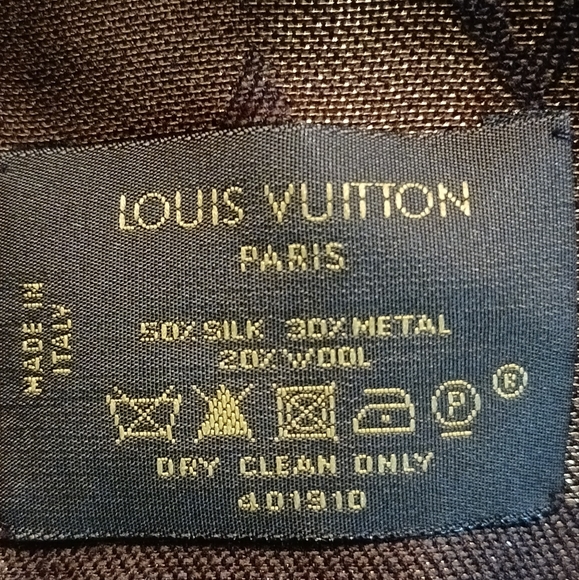 LOUIS VUITTON
PARIS
MADE IN
ITALY
50% SILK 30% METAL
20% WOOL
P
®
DRY CLEAN ONLY
401910